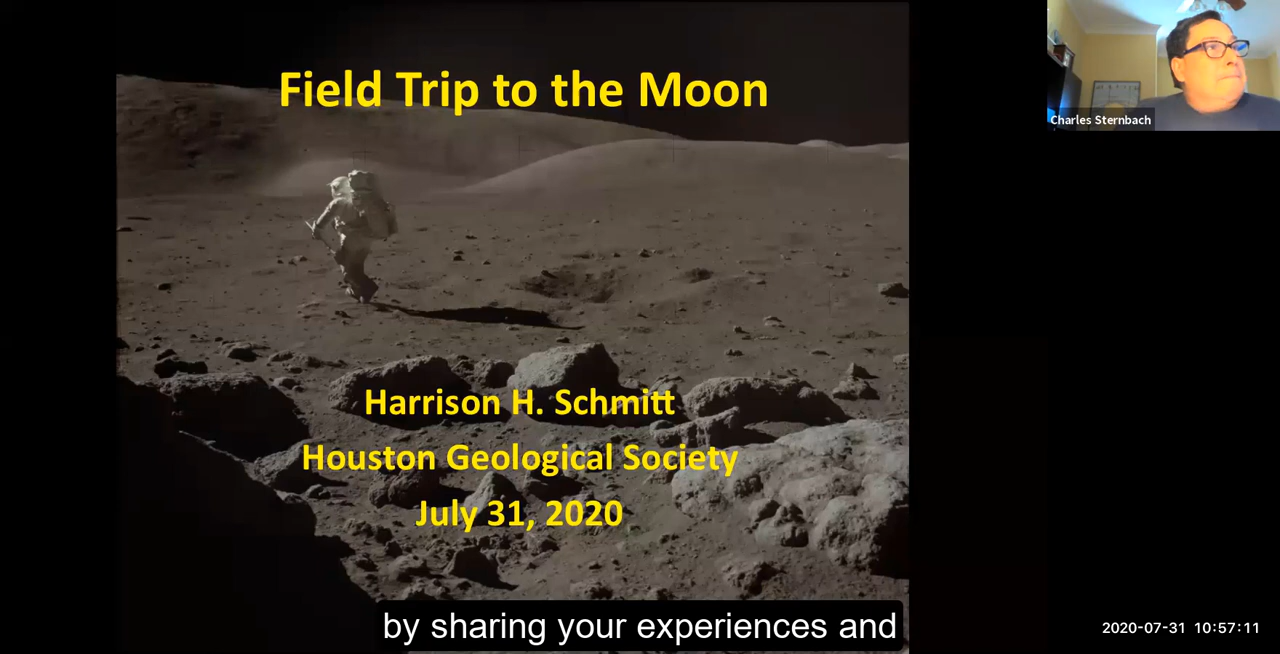 Field Trip to the Moon
Charles Sternbach
Harrison H. Schmitt
Houston Geological Society
July 31, 2020
by sharing your experiences and
2020-07-31 10:57:11